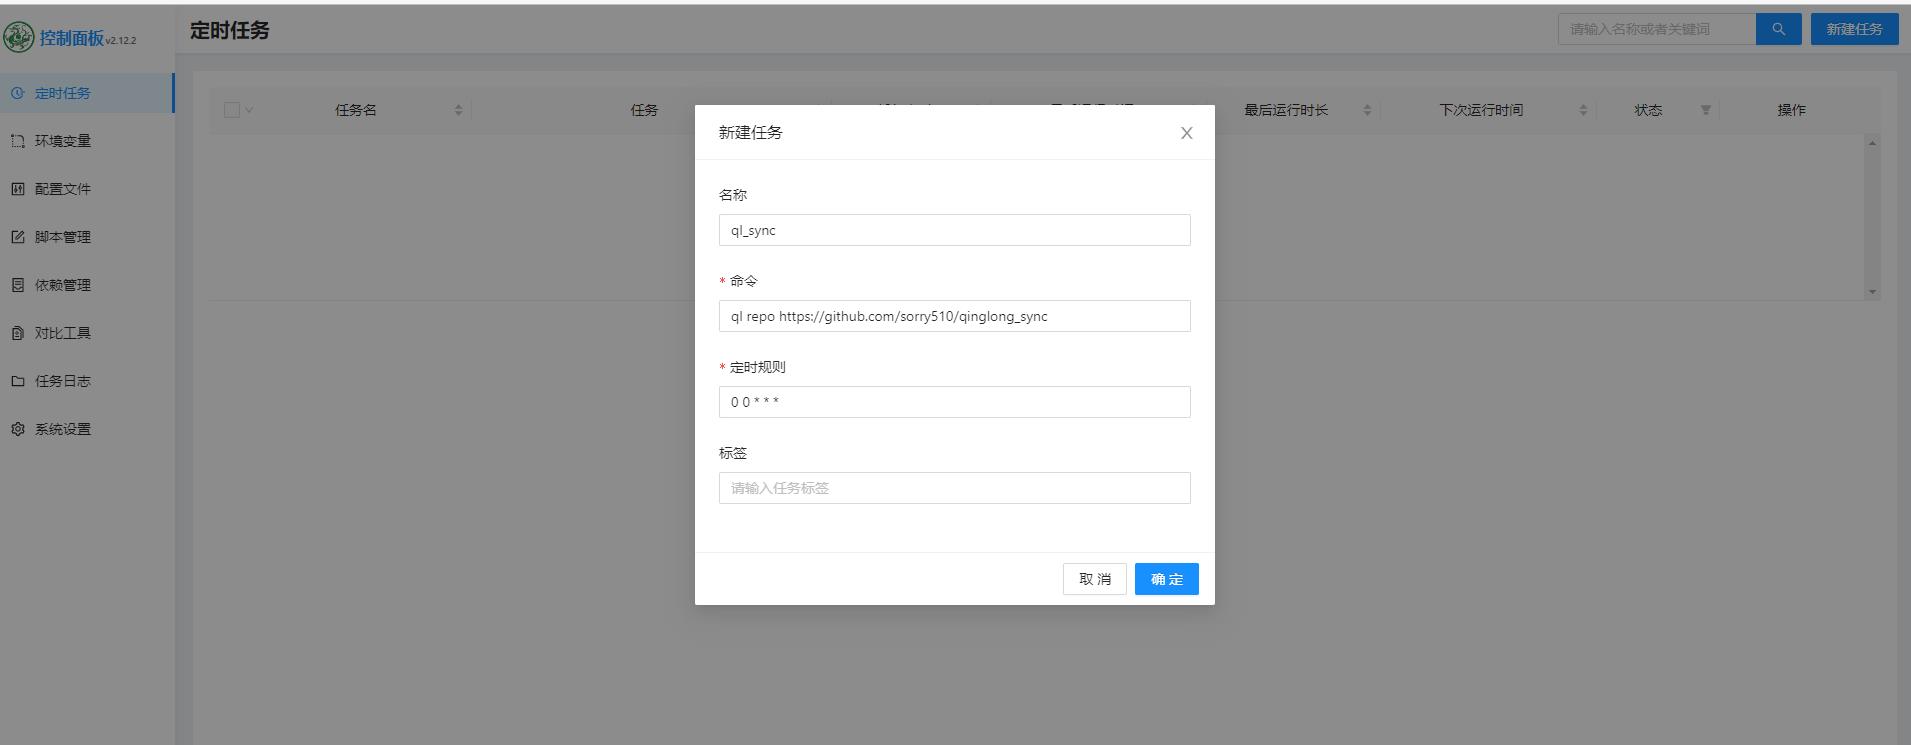 控制面板 v2.12.2
定时任务
请输入名称或者关键词
新建任务
定时任务
环境变量
配置文件
脚本管理
依赖管理
对比工具
任务日志
系统设置
任务名
任务
最后运行时长
下次运行时间
状态
操作
新建任务
名称
ql_sync
* 命令
ql repo https://github.com/sorry510/qinglong_sync
* 定时规则
0 0 * * *
标签
请输入任务标签
取 消
确 定